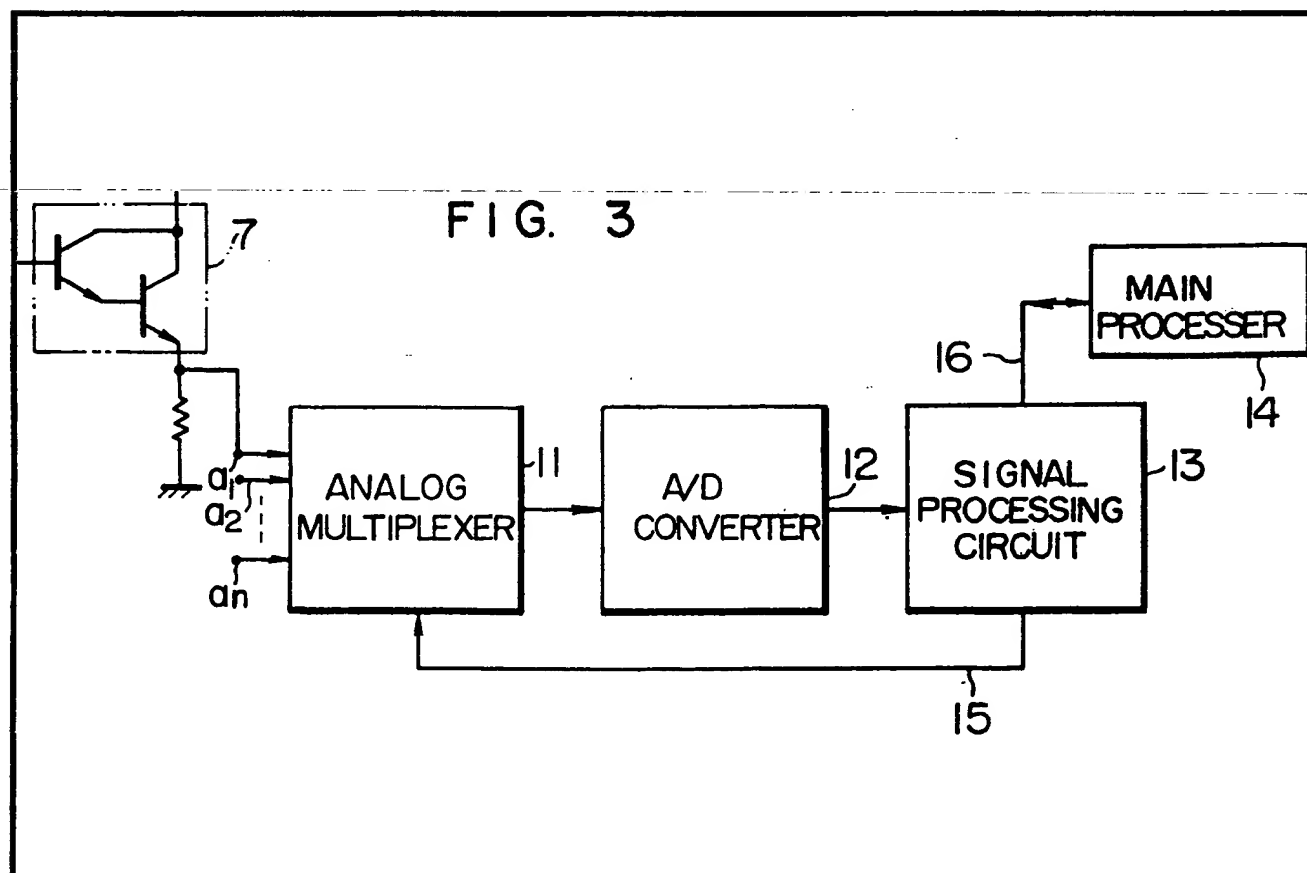 FIG. 3
7
MAIN
PROCESSER
14
16
a1
a2
an
ANALOG
MULTIPLEXER
11
A/D
CONVERTER
12
SIGNAL
PROCESSING
CIRCUIT
13
15